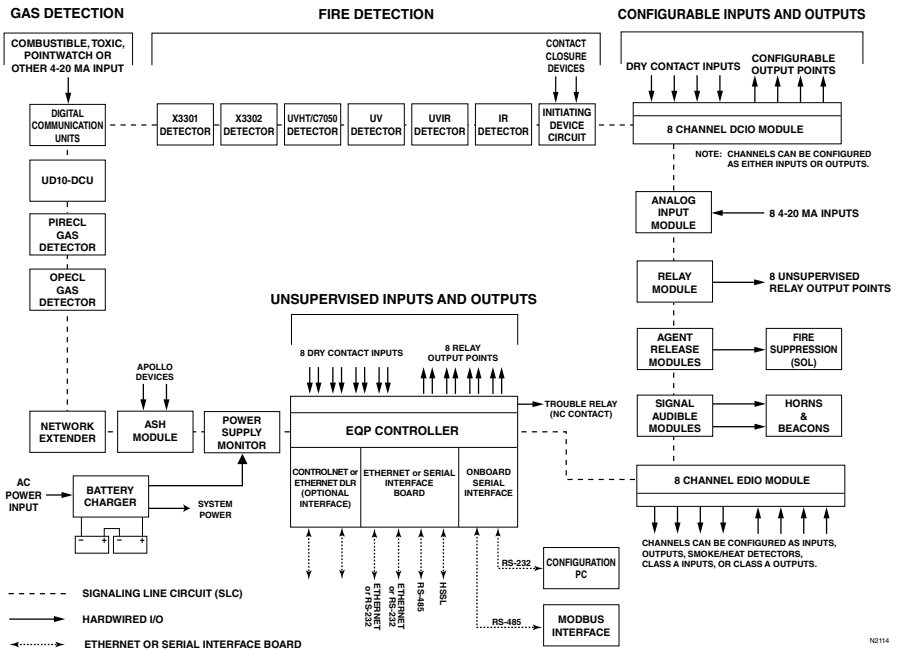 GAS DETECTION
FIRE DETECTION
CONFIGURABLE INPUTS AND OUTPUTS
COMBUSTIBLE, TOXIC,
POINTWATCH OR
OTHER 4-20 MA INPUT
CONTACT
CLOSURE
DEVICES
DRY CONTACT INPUTS
CONFIGURABLE
OUTPUT POINTS
DIGITAL
COMMUNICATION
UNITS
X3301
DETECTOR
X3302
DETECTOR
UVHT/C7050
DETECTOR
UV
DETECTOR
UVIR
DETECTOR
IR
DETECTOR
INITIATING
DEVICE
CIRCUIT
8 CHANNEL DCIO MODULE
NOTE: CHANNELS CAN BE CONFIGURED
AS EITHER INPUTS OR OUTPUTS.
UD10-DCU
PIRECL
GAS
DETECTOR
OPECL
GAS
DETECTOR
ANALOG
INPUT
MODULE
8 4-20 MA INPUTS
RELAY
MODULE
8 UNSUPERVISED
RELAY OUTPUT POINTS
UNSUPERVISED INPUTS AND OUTPUTS
8 DRY CONTACT INPUTS
8 RELAY
OUTPUT POINTS
AGENT
RELEASE
MODULES
FIRE
SUPPRESSION
(SOL)
APOLLO
DEVICES
TROUBLE RELAY
(NC CONTACT)
SIGNAL
AUDIBLE
MODULES
HORNS
&
BEACONS
NETWORK
EXTENDER
ASH
MODULE
POWER
SUPPLY
MONITOR
EQP CONTROLLER
CONTROLNET or
ETHERNET DLR
(OPTIONAL
INTERFACE)
ETHERNET or SERIAL
INTERFACE
BOARD
ONBOARD
SERIAL
INTERFACE
8 CHANNEL EDIO MODULE
AC
POWER
INPUT
BATTERY
CHARGER
SYSTEM
POWER
– + – +
CHANNELS CAN BE CONFIGURED AS INPUTS,
OUTPUTS, SMOKE/HEAT DETECTORS,
CLASS A INPUTS, OR CLASS A OUTPUTS.
ETHERNET
or RS-232
ETHERNET
or RS-232
RS-485
HSSL
RS-232
CONFIGURATION
PC
RS-485
MODBUS
INTERFACE
SIGNALING LINE CIRCUIT (SLC)
HARDWIRED I/O
ETHERNET OR SERIAL INTERFACE BOARD
N2114